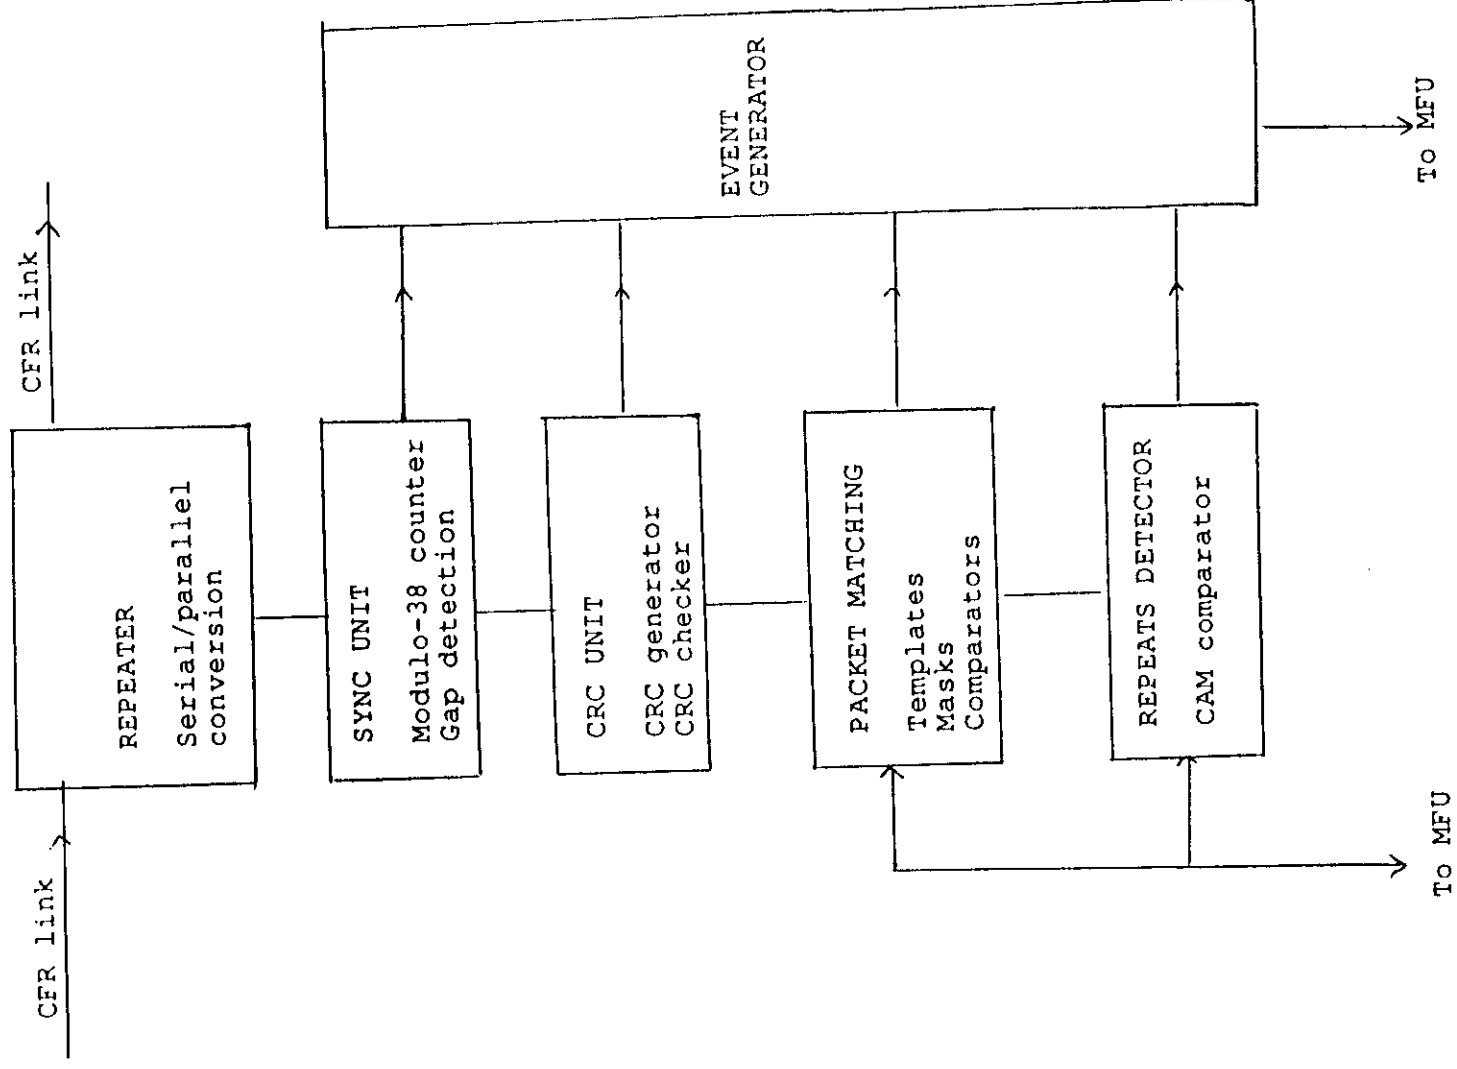 CFR link
CFR link
REPEATER
Serial/parallel
conversion
SYNC UNIT
Modulo-38 counter
Gap detection
CRC UNIT
CRC generator
CRC checker
PACKET MATCHING
Templates
Masks
Comparators
REPEATS DETECTOR
CAM comparator
EVENT
GENERATOR
To MFU
To MFU